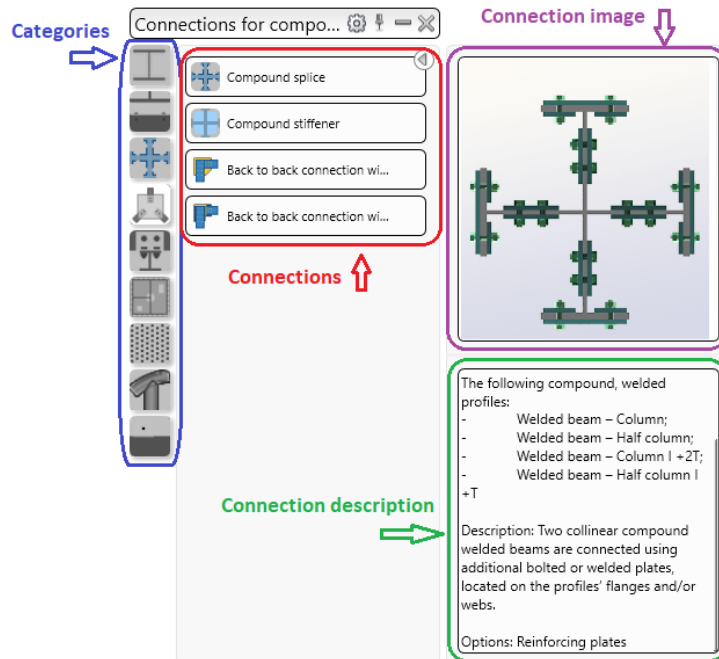 Connection image
Categories
Connections for compo...
Compound splice
Compound stiffener
Back to back connection wi...
Back to back connection wi...
Connections
The following compound, welded
profiles:
- Welded beam – Column;
- Welded beam – Half column;
- Welded beam – Column I +2T;
- Welded beam – Half column I
+T
Connection description
Description: Two collinear compound
welded beams are connected using
additional bolted or welded plates,
located on the profiles' flanges and/or
webs.
Options: Reinforcing plates